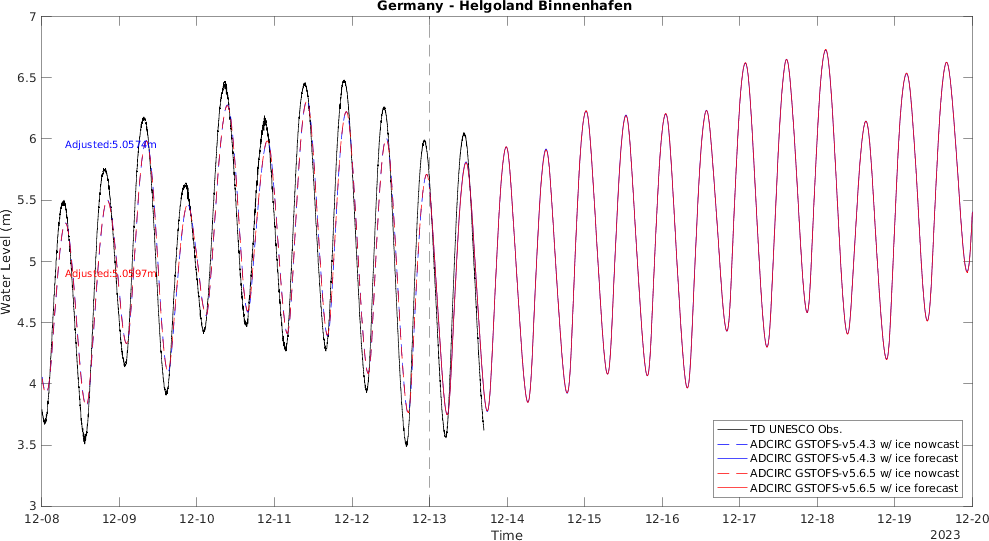 Germany - Helgoland Binnenhafen
7
6.5
6
5.5
5
4.5
4
3.5
3
Water Level (m)
Adjusted:5.0574m
Adjusted:5.0597m
TD UNESCO Obs.
ADCIRC GSTOFS-v5.4.3 w/ ice nowcast
ADCIRC GSTOFS-v5.4.3 w/ ice forecast
ADCIRC GSTOFS-v5.6.5 w/ ice nowcast
ADCIRC GSTOFS-v5.6.5 w/ ice forecast
12-08 12-09 12-10 12-11 12-12 12-13 12-14 12-15 12-16 12-17 12-18 12-19 12-20
Time 2023